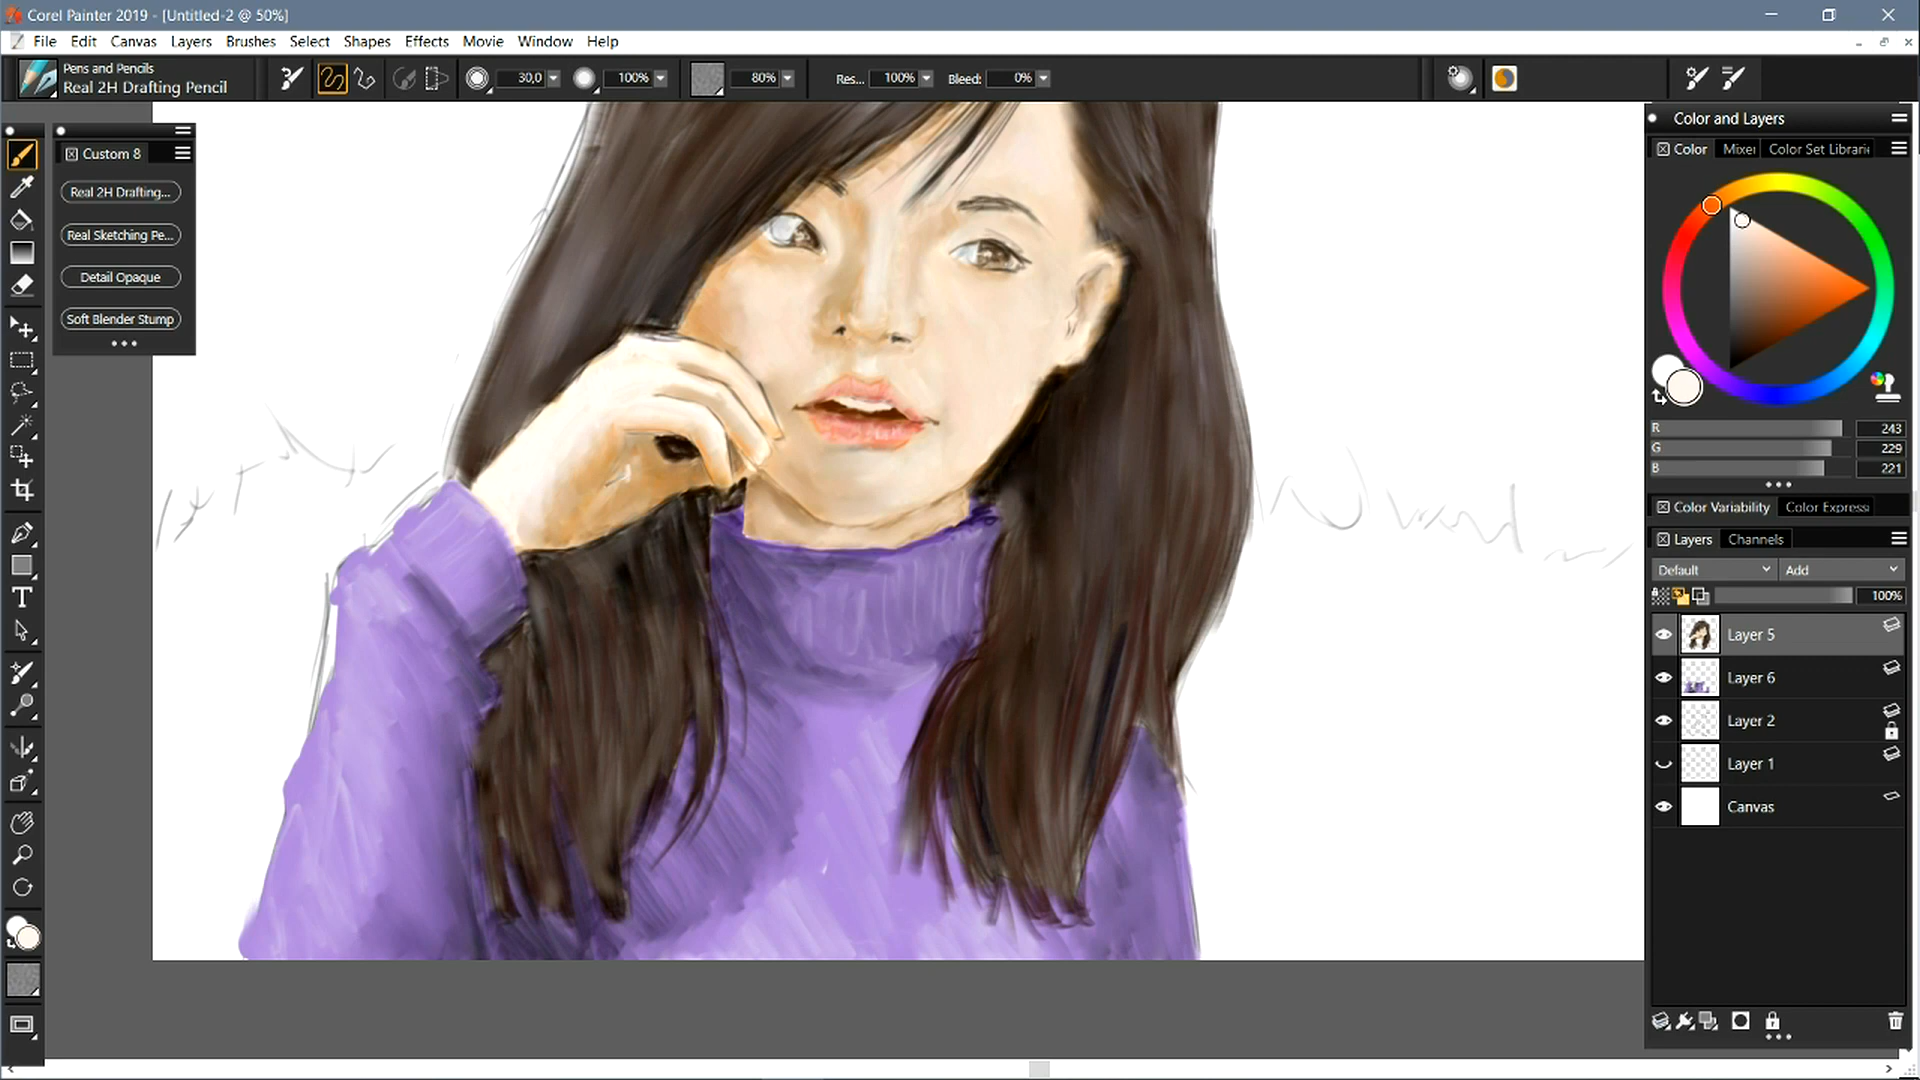 Corel Painter 2019 - [Untitled-2 @ 50%]
File Edit Canvas Layers Brushes Select Shapes Effects Movie Window Help
Pens and Pencils
Real 2H Drafting Pencil
30,0 100% 80% Res... 100% Bleed: 0%
Custom 8
Real 2H Drafting...
Real Sketching Pe...
Detail Opaque
Soft Blender Stump
T
Color and Layers
Color Mixer Color Set Librari
R 243
G 229
B 221
Color Variability Color Express
Layers Channels
Default Add
100%
Layer 5
Layer 6
Layer 2
Layer 1
Canvas